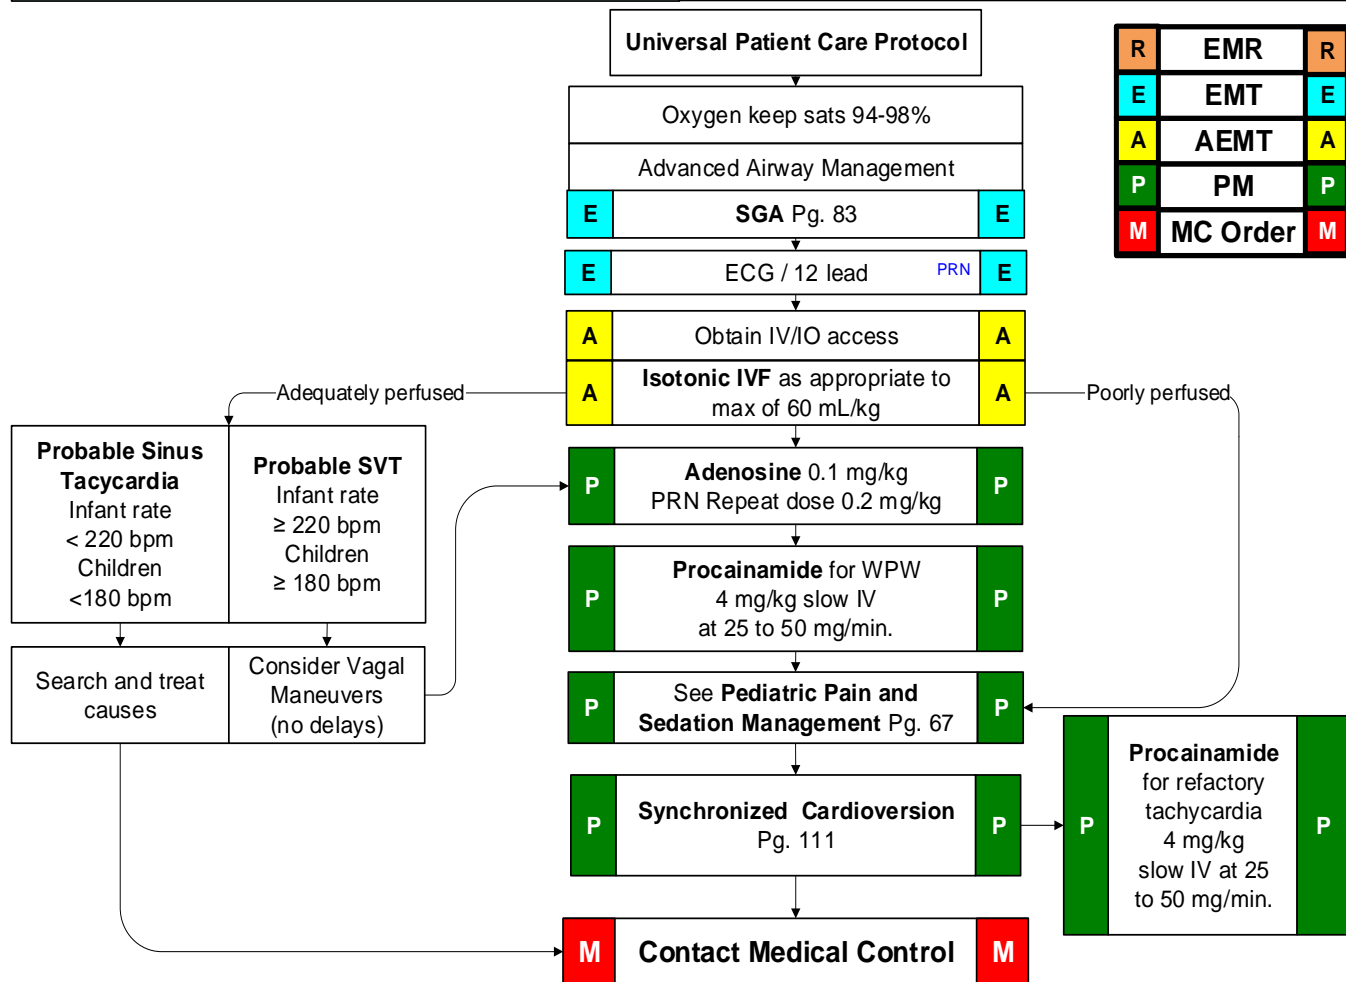 Universal Patient Care Protocol
R EMR R
E EMT E
A AEMT A
P PM P
M MC Order M
Oxygen keep sats 94-98%
Advanced Airway Management
E SGA Pg. 83 E
E ECG / 12 lead PRN E
A Obtain IV/IO access A
A Isotonic IVF as appropriate to A
max of 60 mL/kg
Adequately perfused
Poorly perfused
Probable Sinus
Tacycardia
Infant rate
< 220 bpm
Children
<180 bpm
Probable SVT
Infant rate
≥ 220 bpm
Children
≥ 180 bpm
Search and treat
causes
Consider Vagal
Maneuvers
(no delays)
P Adenosine 0.1 mg/kg P
PRN Repeat dose 0.2 mg/kg
Procainamide for WPW
P 4 mg/kg slow IV P
at 25 to 50 mg/min.
P See Pediatric Pain and P
Sedation Management Pg. 67
P Synchronized Cardioversion P
Pg. 111
Procainamide
for refactory
tachycardia
P 4 mg/kg P
slow IV at 25
to 50 mg/min.
M Contact Medical Control M